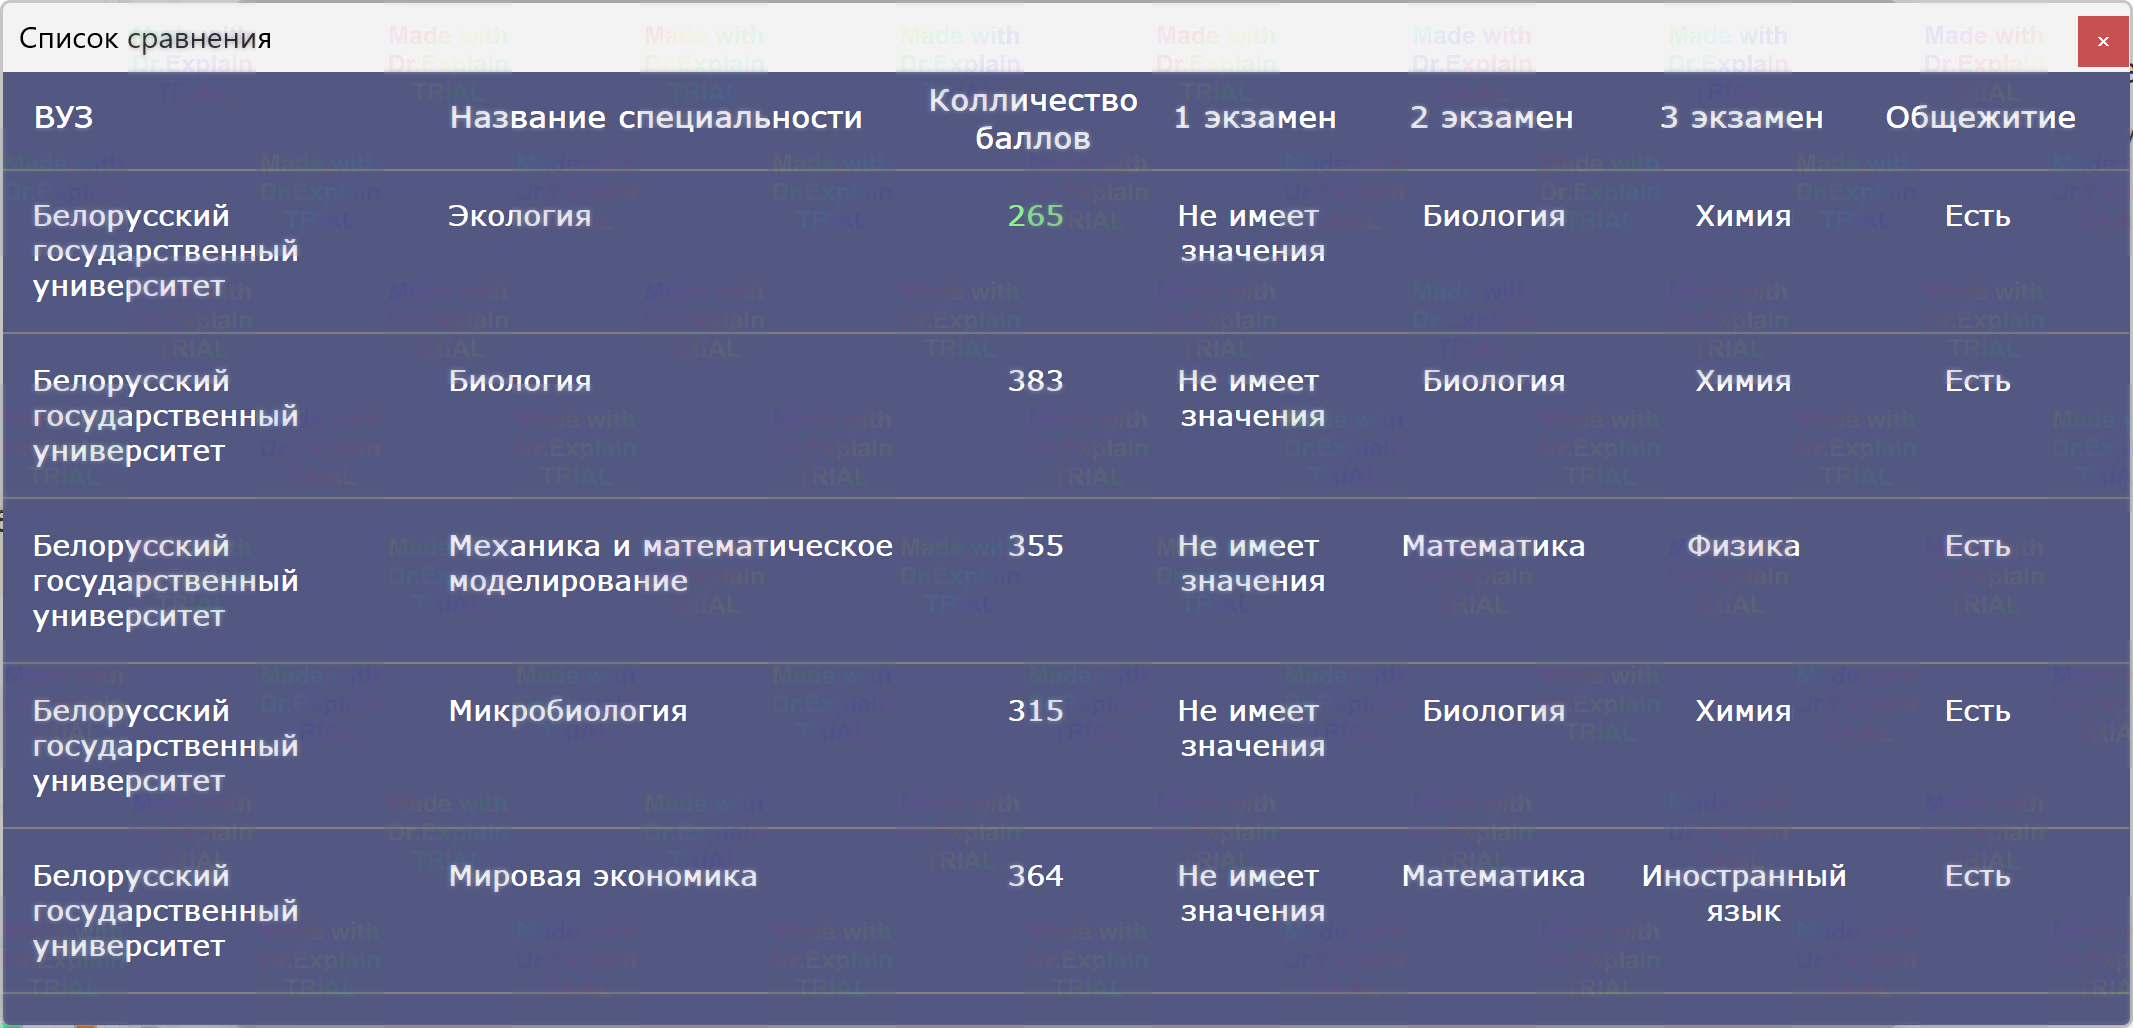 Список сравнения
×
ВУЗ
Название специальности
Колличество
баллов
1 экзамен
2 экзамен
3 экзамен
Общежитие
Белорусский
государственный
университет
Экология
265
Не имеет
значения
Биология
Химия
Есть
Белорусский
государственный
университет
Биология
383
Не имеет
значения
Биология
Химия
Есть
Белорусский
государственный
университет
Механика и математическое
моделирование
355
Не имеет
значения
Математика
Физика
Есть
Белорусский
государственный
университет
Микробиология
315
Не имеет
значения
Биология
Химия
Есть
Белорусский
государственный
университет
Мировая экономика
364
Не имеет
значения
Математика
Иностранный
язык
Есть
Made with
Dr.Explain
TRIAL